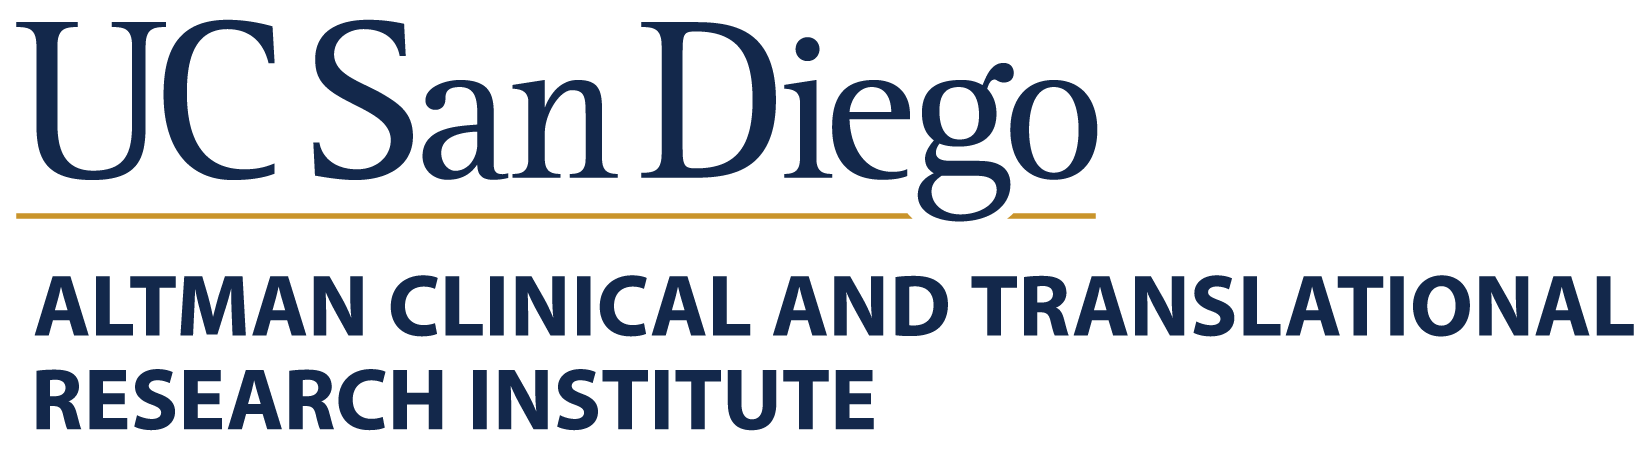 UC San Diego
ALTMAN CLINICAL AND TRANSLATIONAL
RESEARCH INSTITUTE